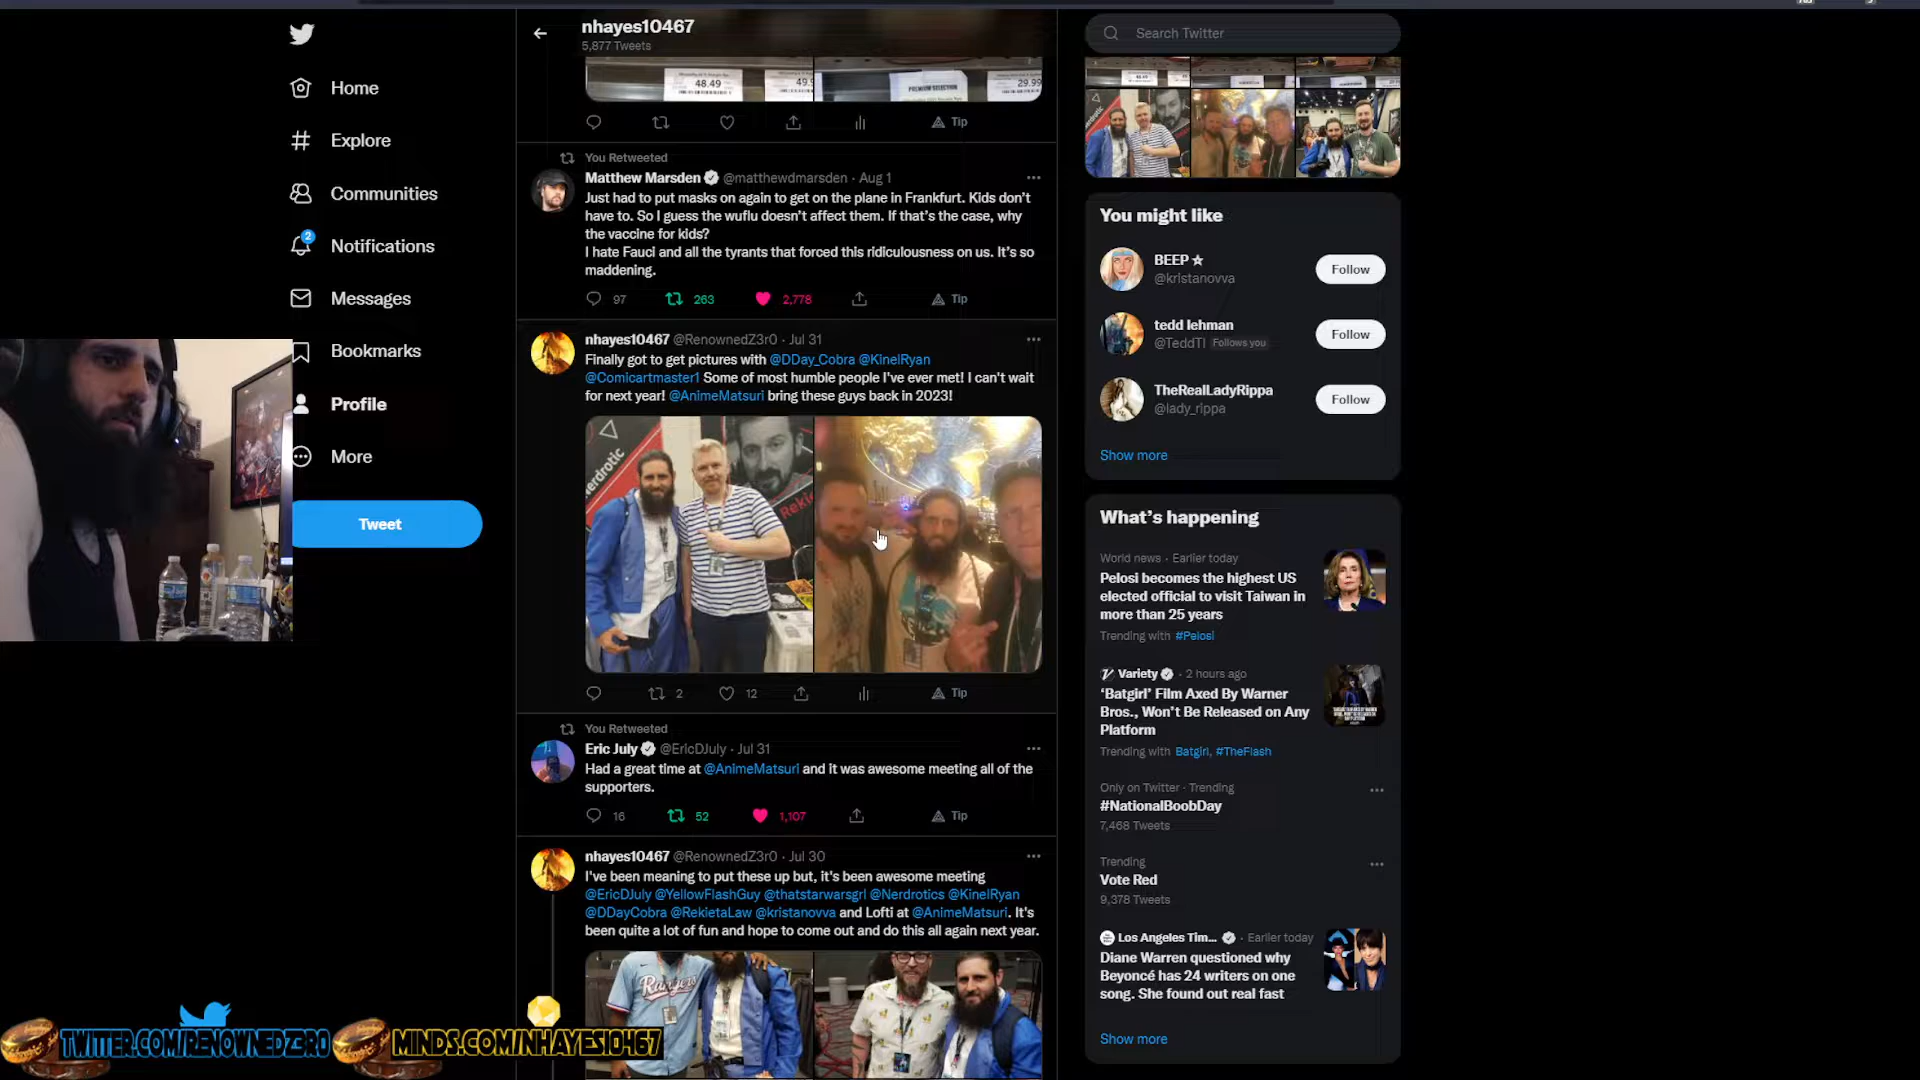 nhayes10467
5,877 Tweets
Search Twitter
Home
Explore
Communities
2
Notifications
Messages
Bookmarks
Profile
More
Tweet
48.49
PREMIUM SELECTION
29.99
Tip
You Retweeted
Matthew Marsden @matthewdmarsden · Aug 1
Just had to put masks on again to get on the plane in Frankfurt. Kids don't
have to. So I guess the wuflu doesn't affect them. If that's the case, why
the vaccine for kids?
I hate Fauci and all the tyrants that forced this ridiculousness on us. It's so
maddening.
97 263 2,778 Tip
nhayes10467 @RenownedZ3r0 · Jul 31
Finally got to get pictures with @DDay_Cobra @KinelRyan
@Comicartmaster1 Some of most humble people I've ever met! I can't wait
for next year! @AnimeMatsuri bring these guys back in 2023!
nerdrotic
Rekie
2 12 Tip
You Retweeted
Eric July @EricDJuly · Jul 31
Had a great time at @AnimeMatsuri and it was awesome meeting all of the
supporters.
16 52 1,107 Tip
nhayes10467 @RenownedZ3r0 · Jul 30
I've been meaning to put these up but, it's been awesome meeting
@EricDJuly @YellowFlashGuy @thatstarwarsgrl @Nerdrotics @KinelRyan
@DDayCobra @RekietaLaw @kristanovva and Lofti at @AnimeMatsuri. It's
been quite a lot of fun and hope to come out and do this all again next year.
Rangers
You might like
BEEP ☆
@kristanovva
Follow
tedd lehman
@TeddTl Follows you
Follow
TheRealLadyRippa
@lady_rippa
Follow
Show more
What's happening
World news · Earlier today
Pelosi becomes the highest US
elected official to visit Taiwan in
more than 25 years
Trending with #Pelosi
Variety · 2 hours ago
'Batgirl' Film Axed By Warner
Bros., Won't Be Released on Any
Platform
Trending with Batgirl, #TheFlash
Only on Twitter · Trending
#NationalBoobDay
7,468 Tweets
Trending
Vote Red
9,378 Tweets
Los Angeles Tim... · Earlier today
Diane Warren questioned why
Beyoncé has 24 writers on one
song. She found out real fast
Show more
TWITTER.COM/RENOWNEDZ3R0
MINDS.COM/NHAYES10467